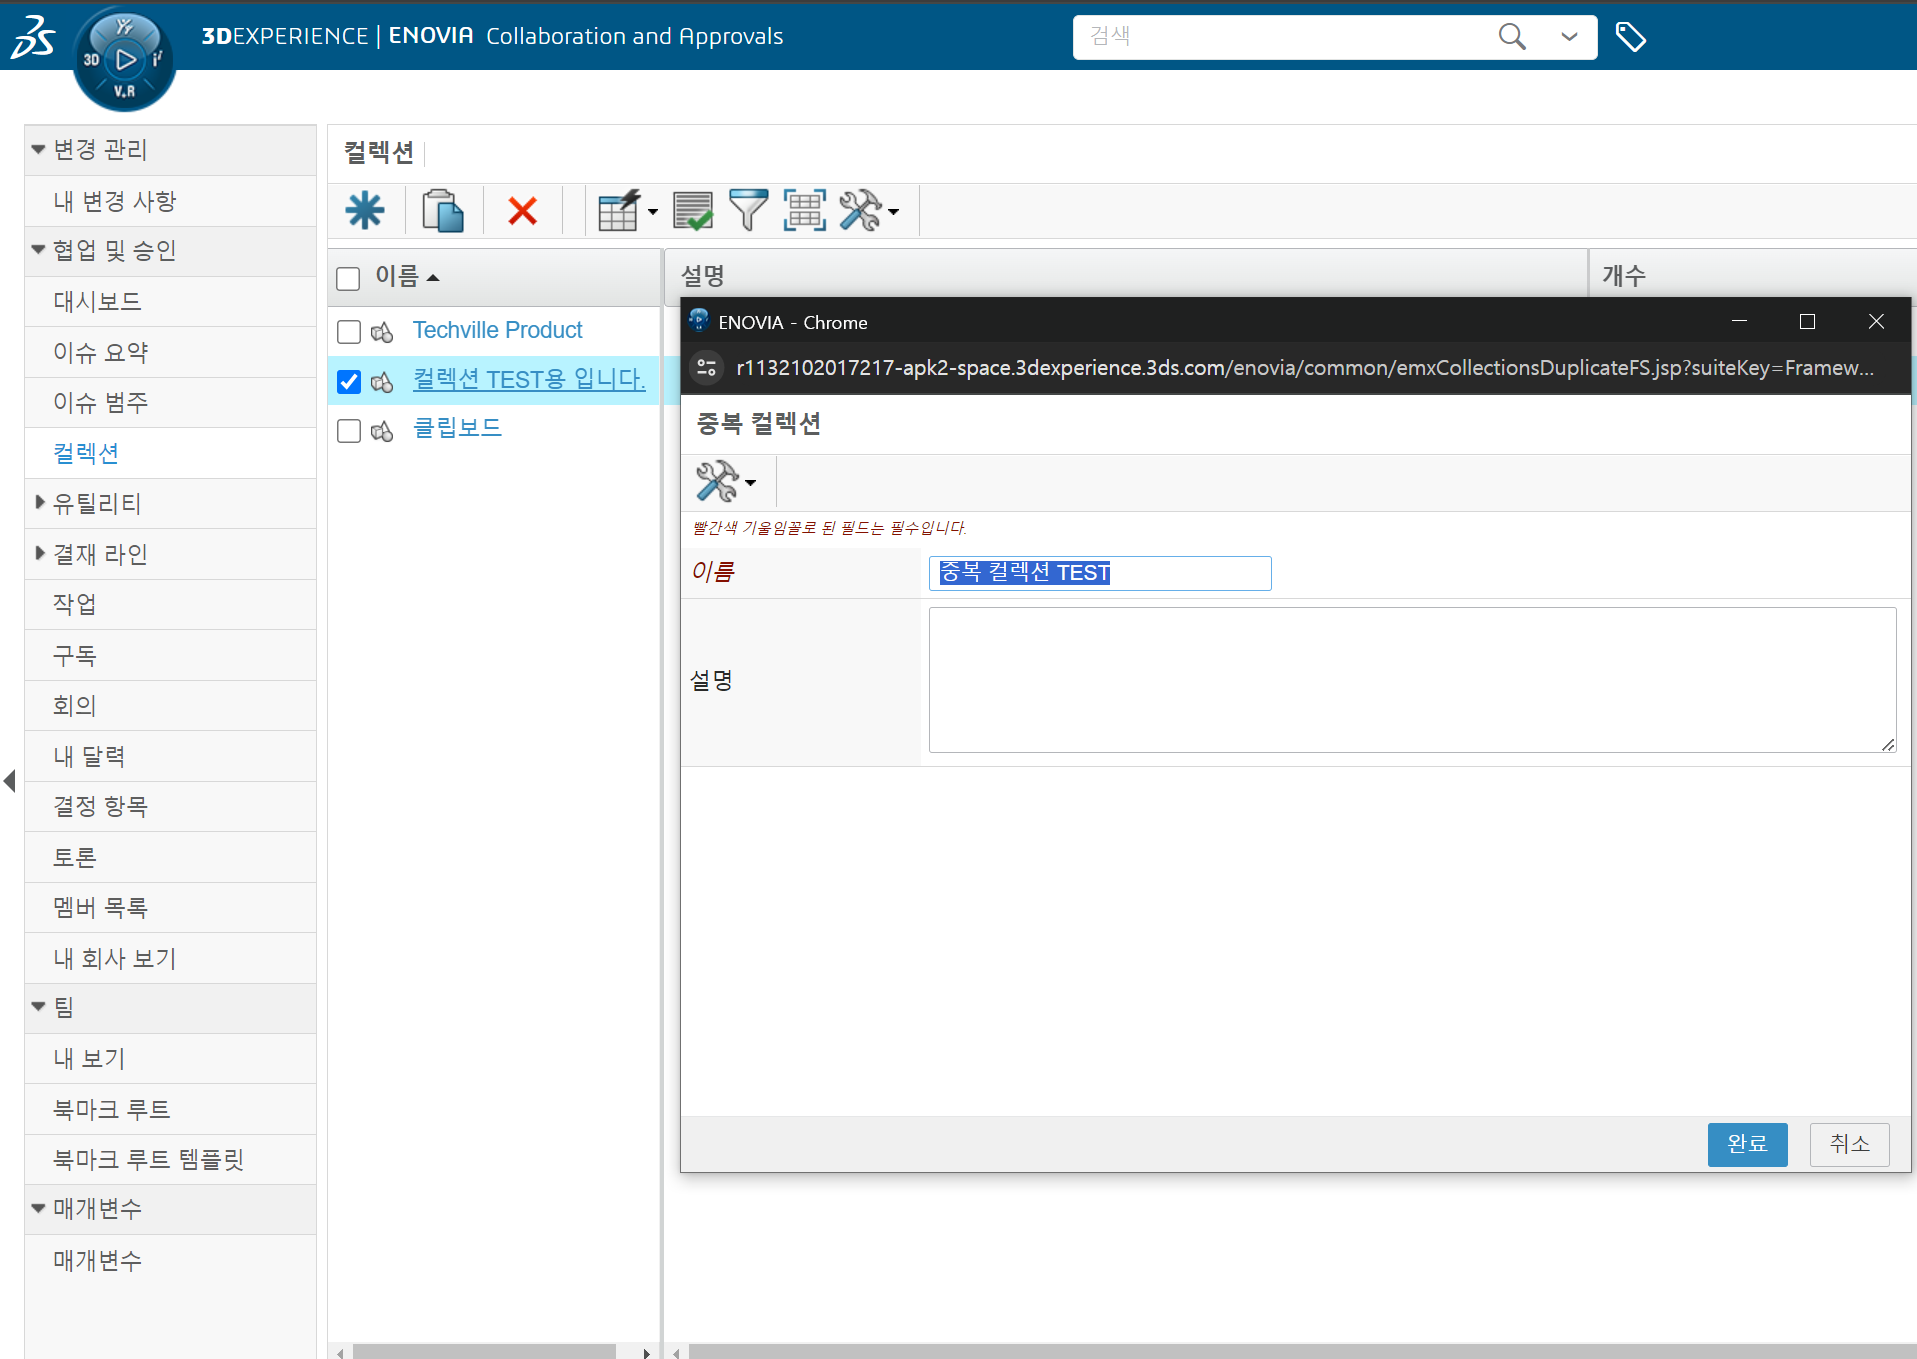 3DEXPERIENCE | ENOVIA Collaboration and Approvals
검색
3D
V.R
변경 관리
내 변경 사항
협업 및 승인
대시보드
이슈 요약
이슈 범주
컬렉션
유틸리티
결재 라인
작업
구독
회의
내 달력
결정 항목
토론
멤버 목록
내 회사 보기
팀
내 보기
북마크 루트
북마크 루트 템플릿
매개변수
매개변수
컬렉션
이름
설명
개수
Techville Product
컬렉션 TEST용 입니다.
클립보드
ENOVIA - Chrome
r1132102017217-apk2-space.3dexperience.3ds.com/enovia/common/emxCollectionsDuplicateFS.jsp?suiteKey=Framew...
중복 컬렉션
빨간색 기울임꼴로 된 필드는 필수입니다.
이름
중복 컬렉션 TEST
설명
완료
취소